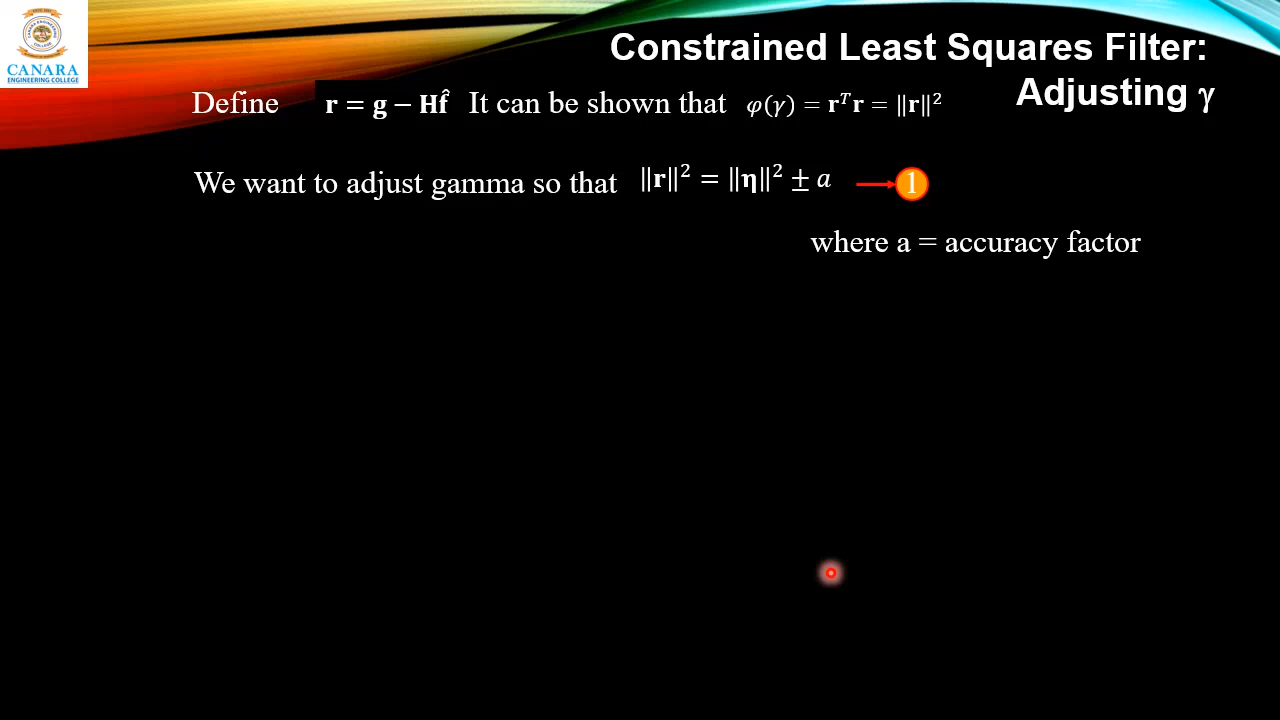 CANARA
ENGINEERING COLLEGE
Constrained Least Squares Filter:
Adjusting γ
Define r = g − Hf̂ It can be shown that φ(γ) = rᵀr = ‖r‖²
We want to adjust gamma so that ‖r‖² = ‖η‖² ± a → 1
where a = accuracy factor